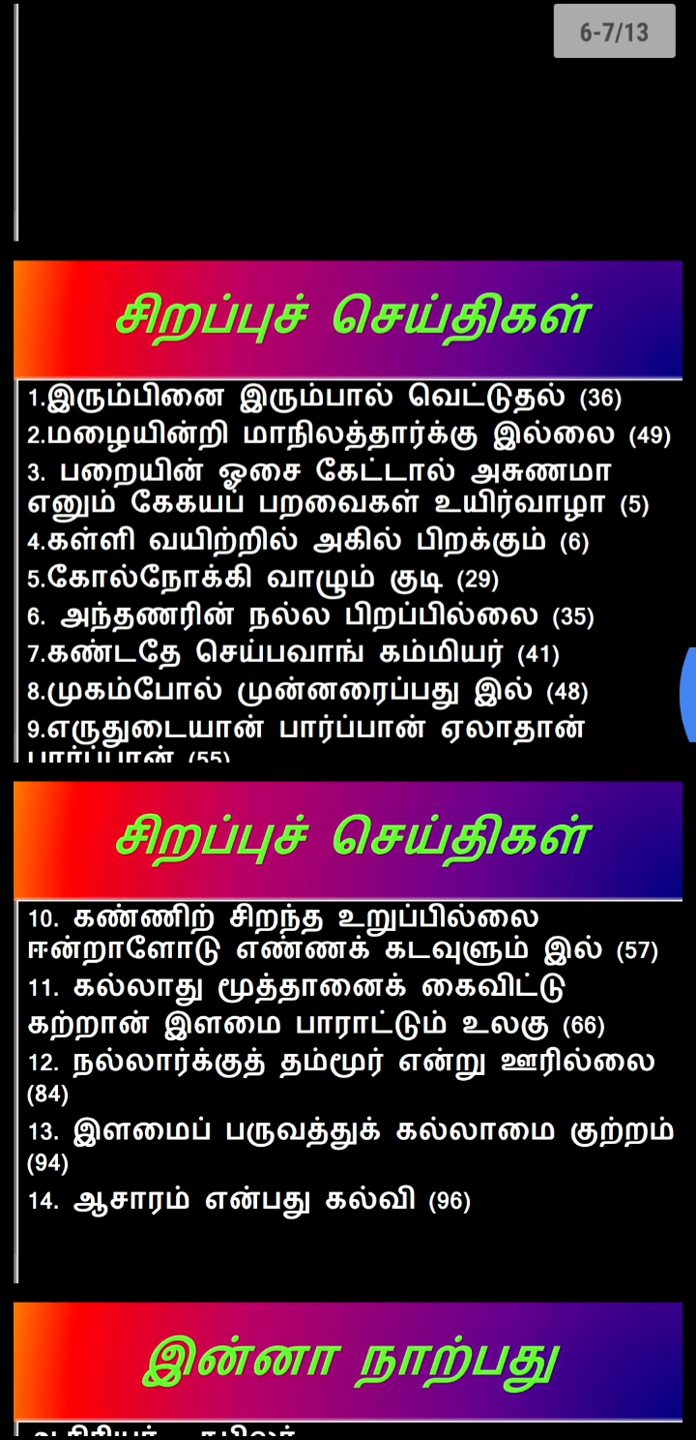 6-7/13
சிறப்புச் செய்திகள்
1.இரும்பினை இரும்பால் வெட்டுதல் (36)
2.மழையின்றி மாநிலத்தார்க்கு இல்லை (49)
3. பறையின் ஓசை கேட்டால் அசுணமா
எனும் கேகயப் பறவைகள் உயிர்வாழா (5)
4.கள்ளி வயிற்றில் அகில் பிறக்கும் (6)
5.கோல்நோக்கி வாழும் குடி (29)
6. அந்தணரின் நல்ல பிறப்பில்லை (35)
7.கண்டதே செய்பவாங் கம்மியர் (41)
8.முகம்போல் முன்னரைப்பது இல் (48)
9.எருதுடையான் பார்ப்பான் ஏலாதான்
பார்ப்பான் (55)
சிறப்புச் செய்திகள்
10. கண்ணிற் சிறந்த உறுப்பில்லை
ஈன்றாளோடு எண்ணக் கடவுளும் இல் (57)
11. கல்லாது மூத்தானைக் கைவிட்டு
கற்றான் இளமை பாராட்டும் உலகு (66)
12. நல்லார்க்குத் தம்மூர் என்று ஊரில்லை
(84)
13. இளமைப் பருவத்துக் கல்லாமை குற்றம்
(94)
14. ஆசாரம் என்பது கல்வி (96)
இன்னா நாற்பது